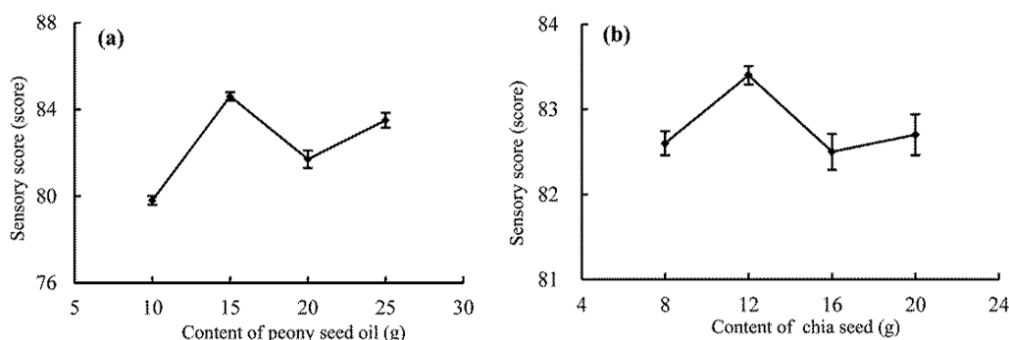 (a)
Sensory score (score)
88
84
80
76
5 10 15 20 25 30
Content of peony seed oil (g)
(b)
Sensory score (score)
84
83
82
81
4 8 12 16 20 24
Content of chia seed (g)